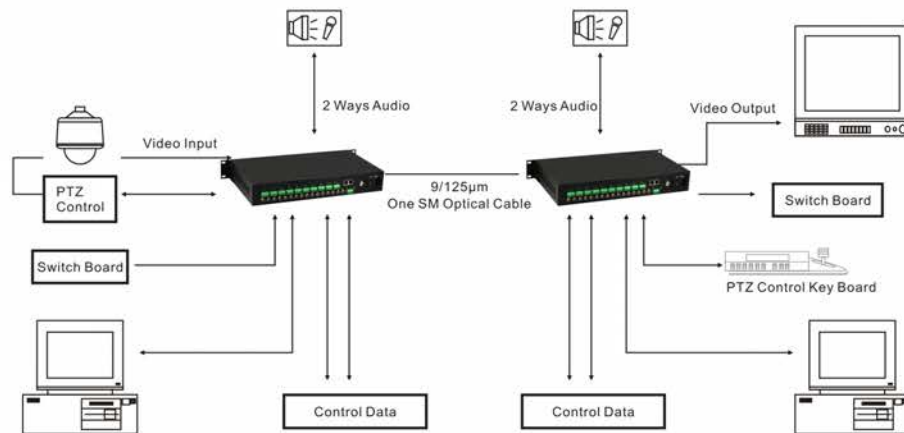 2 Ways Audio
2 Ways Audio
Video Output
Video Input
PTZ
Control
9/125μm
One SM Optical Cable
Switch Board
Switch Board
PTZ Control Key Board
Control Data
Control Data